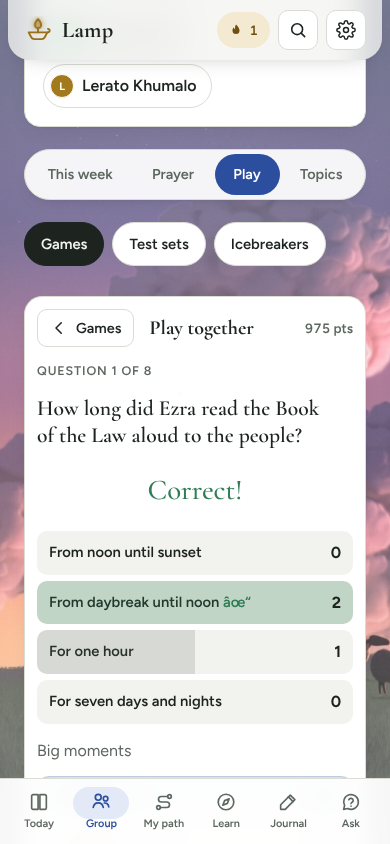 Lamp
1
L
Lerato Khumalo
This week
Prayer
Play
Topics
Games
Test sets
Icebreakers
Games
Play together
975 pts
QUESTION 1 OF 8
How long did Ezra read the Book
of the Law aloud to the people?
Correct!
From noon until sunset
0
From daybreak until noon âœ“
2
For one hour
1
For seven days and nights
0
Big moments
Today
Group
My path
Learn
Journal
Ask